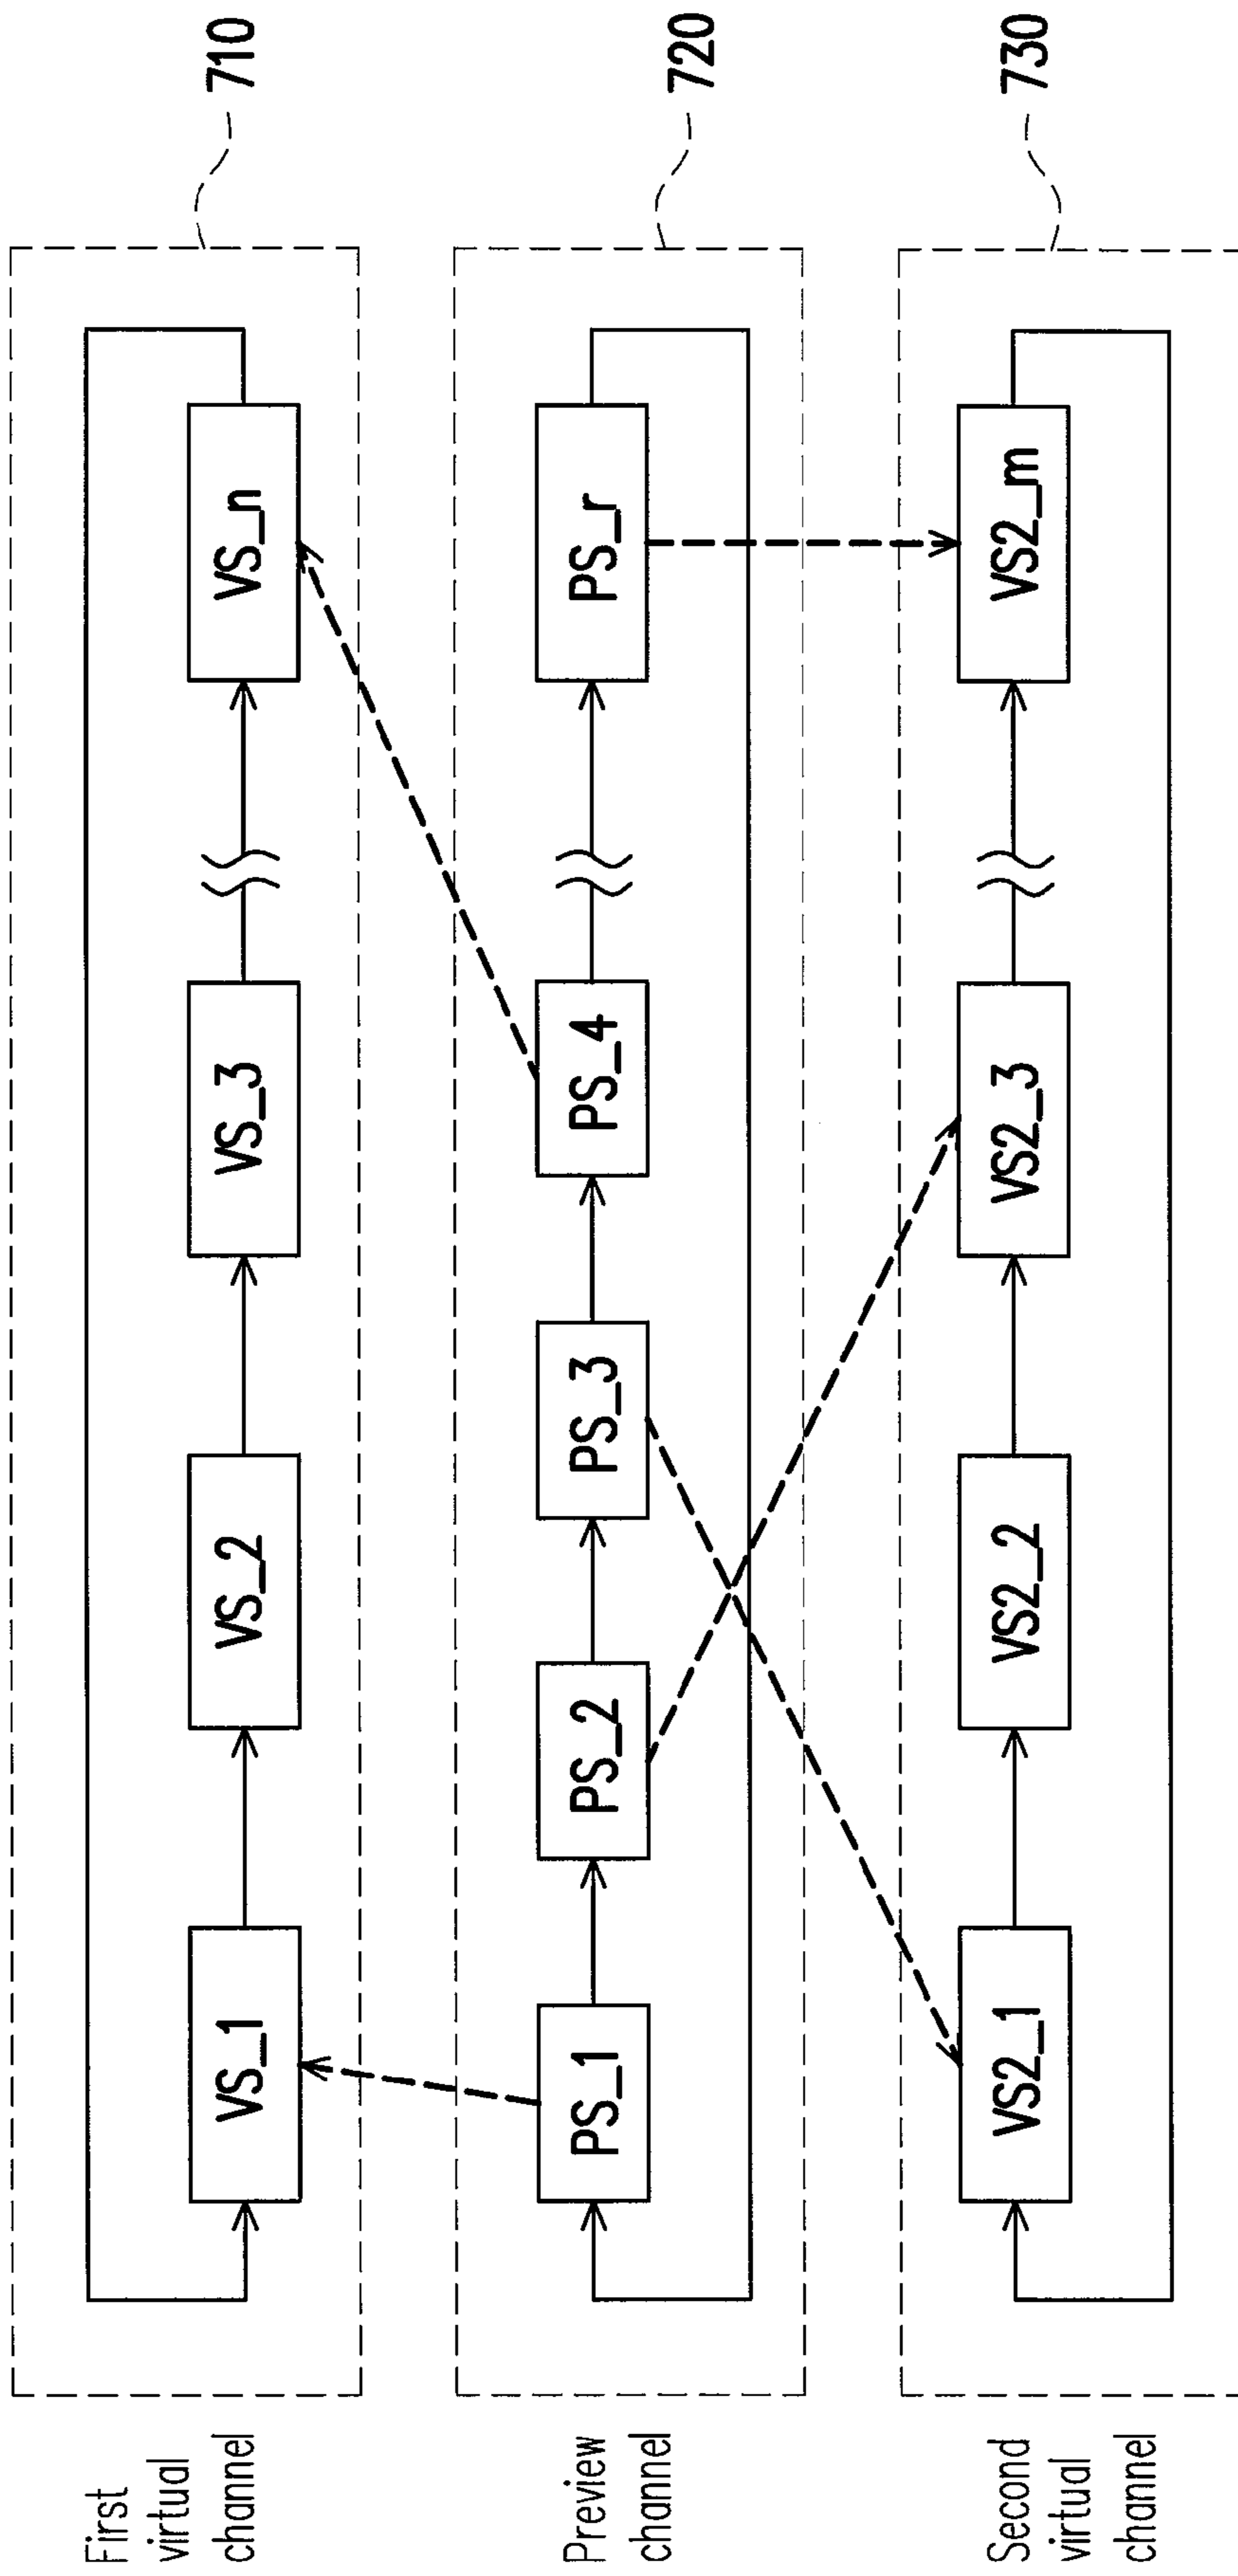 First
virtual
channel
VS_1
VS_2
VS_3
VS_n
710
Preview
channel
PS_1
PS_2
PS_3
PS_4
PS_r
720
Second
virtual
channel
VS2_1
VS2_2
VS2_3
VS2_m
730